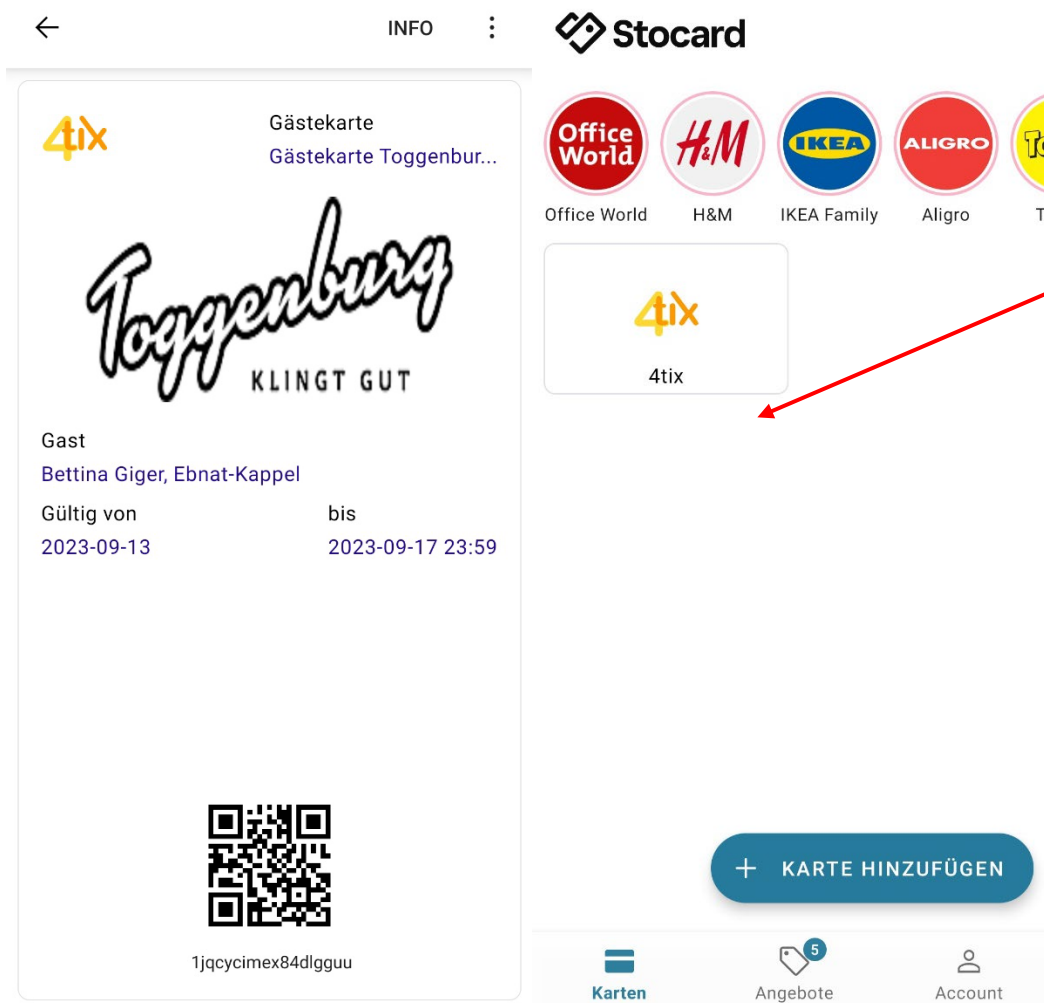 INFO
4tix
Gästekarte
Gästekarte Toggenbur...
Toggenburg
KLINGT GUT
Gast
Bettina Giger, Ebnat-Kappel
Gültig von
bis
2023-09-13
2023-09-17 23:59
1jqcycimex84dlgguu
Stocard
Office
World
H&M
IKEA
ALIGRO
Office World
H&M
IKEA Family
Aligro
T
4tix
4tix
+ KARTE HINZUFÜGEN
5
Karten
Angebote
Account